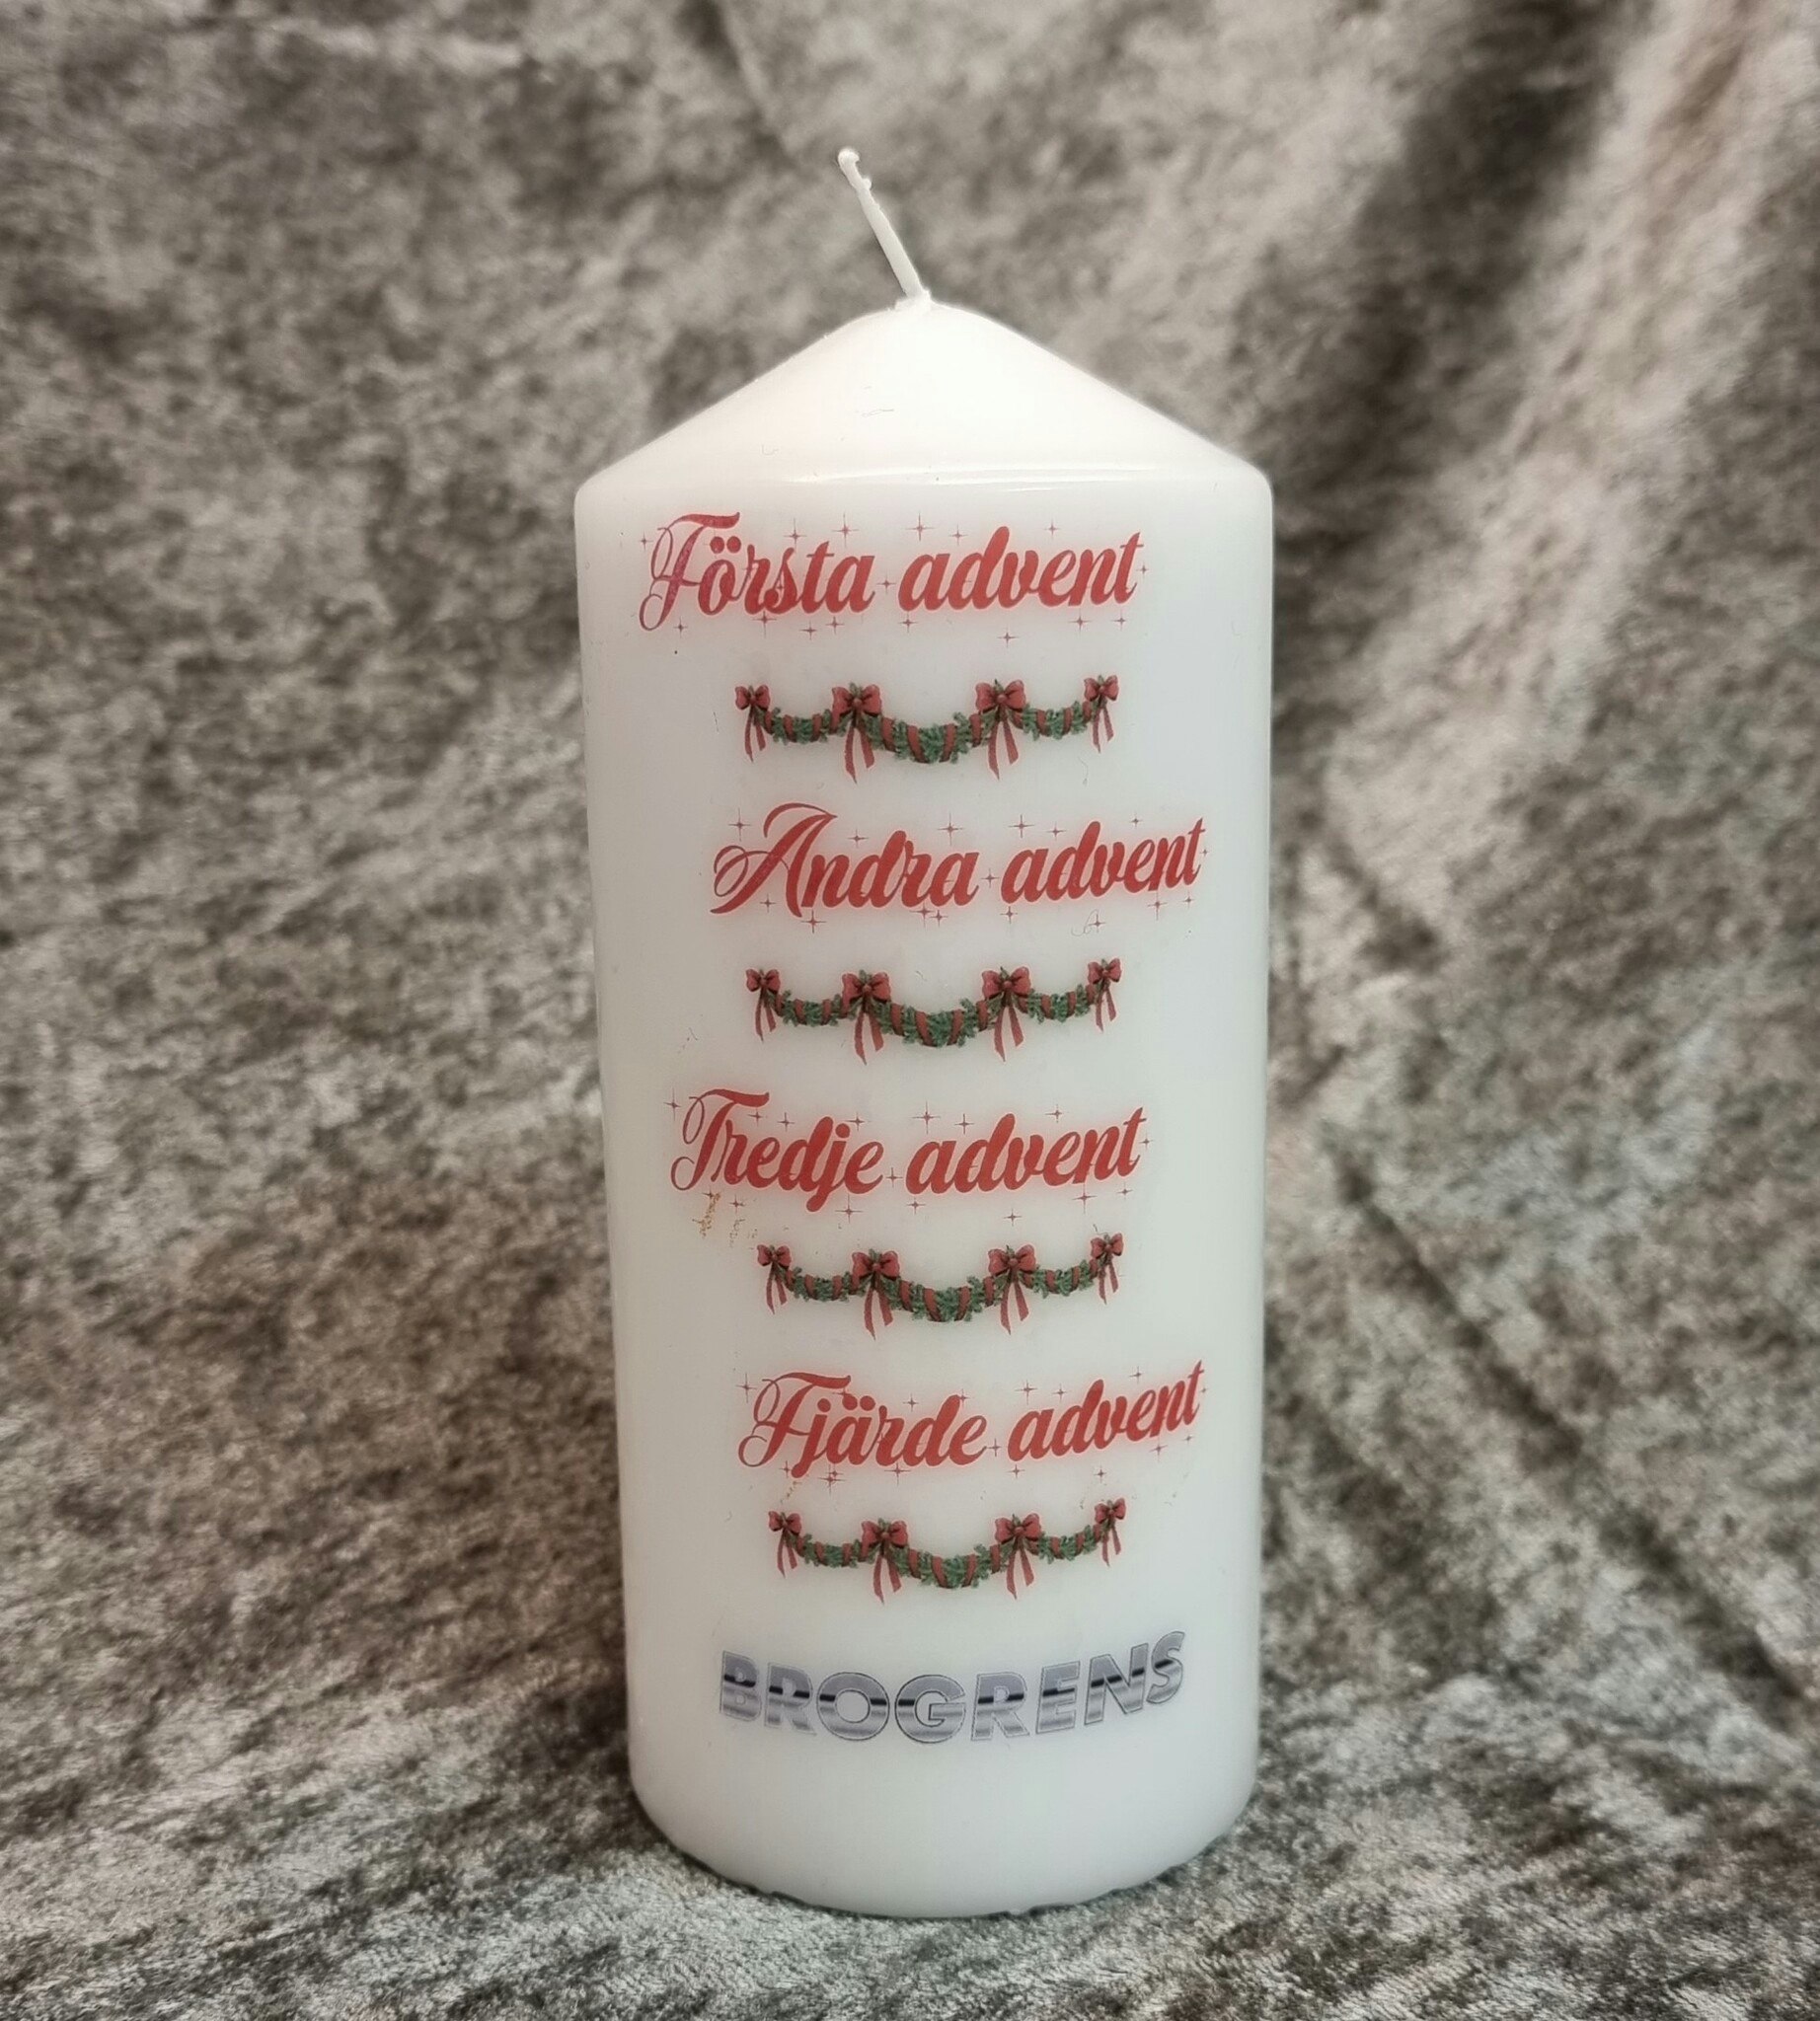 Första advent
Andra advent
Tredje advent
Fjärde advent
BROGRENS